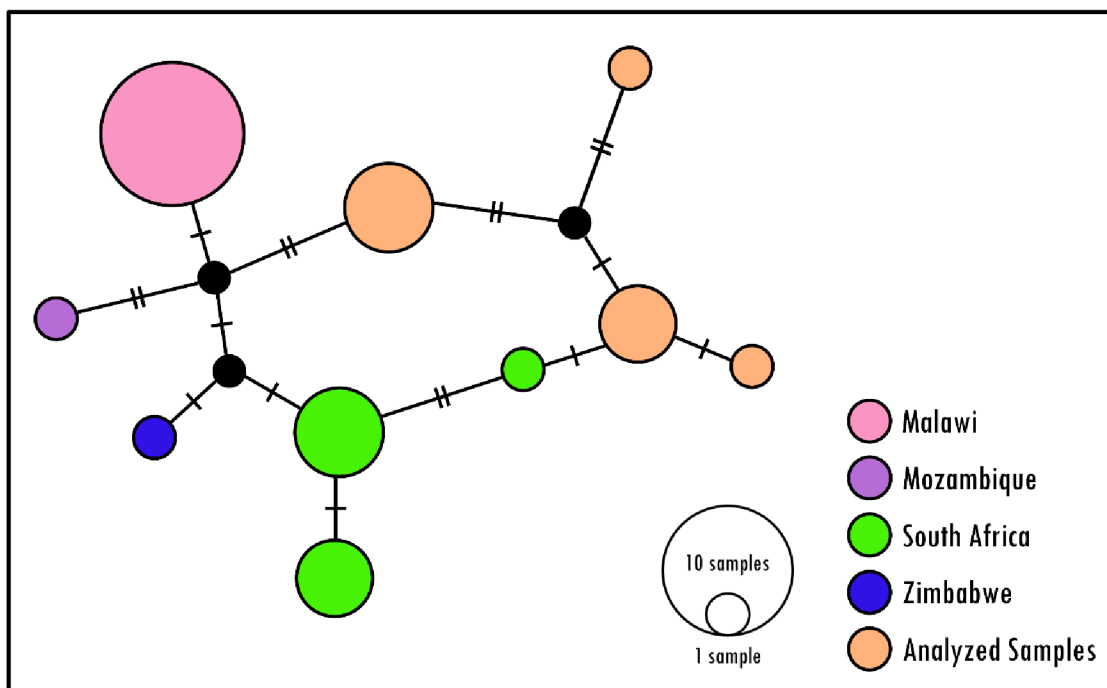 Malawi
Mozambique
South Africa
Zimbabwe
Analyzed Samples
10 samples
1 sample